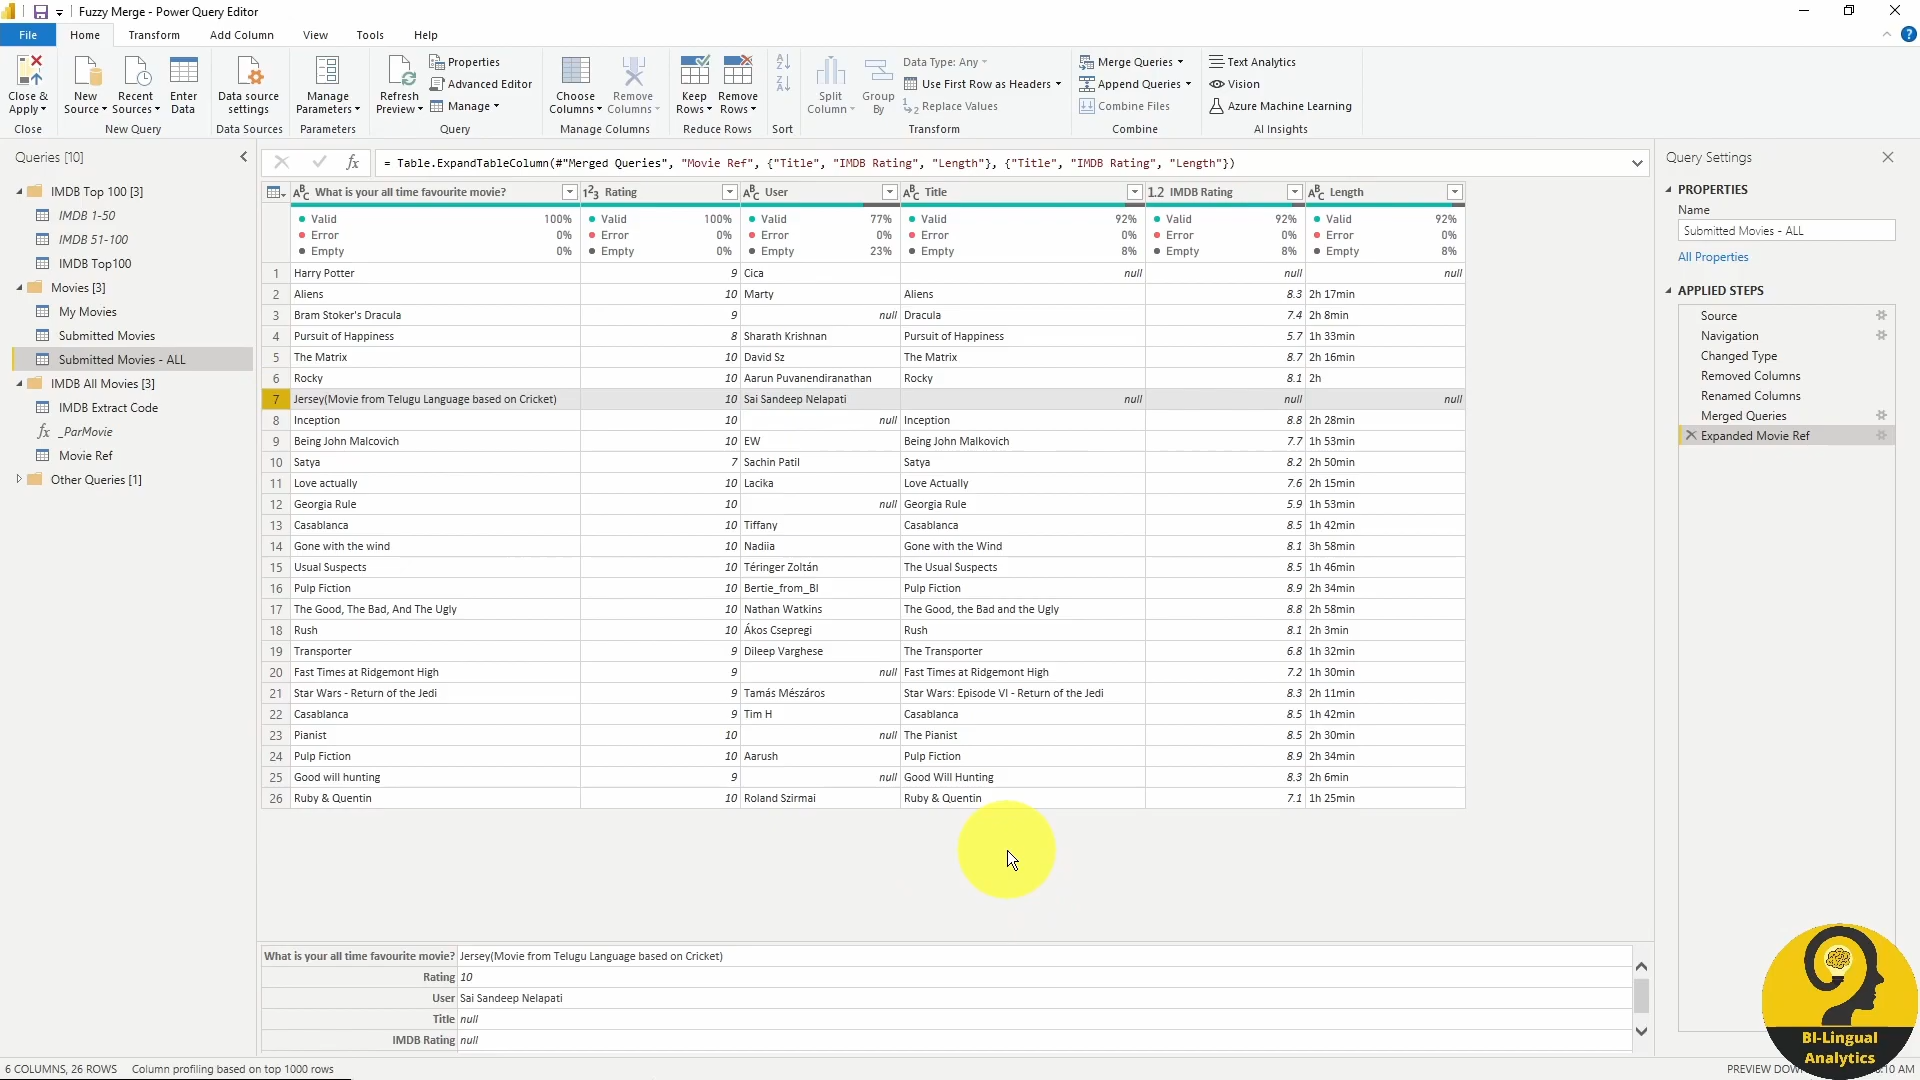 Fuzzy Merge - Power Query Editor
File Home Transform Add Column View Tools Help
Close & Apply
New Source
Recent Sources
Enter Data
Data source settings
Manage Parameters
Refresh Preview
Properties
Advanced Editor
Manage
Choose Columns
Remove Columns
Keep Rows
Remove Rows
Split Column
Group By
Data Type: Any
Use First Row as Headers
Replace Values
Merge Queries
Append Queries
Combine Files
Text Analytics
Vision
Azure Machine Learning
Close New Query Data Sources Parameters Query Manage Columns Reduce Rows Sort Transform Combine AI Insights
Queries [10]
IMDB Top 100 [3]
IMDB 1-50
IMDB 51-100
IMDB Top100
Movies [3]
My Movies
Submitted Movies
Submitted Movies - ALL
IMDB All Movies [3]
IMDB Extract Code
fx _ParMovie
Movie Ref
Other Queries [1]
fx = Table.ExpandTableColumn(#"Merged Queries", "Movie Ref", {"Title", "IMDB Rating", "Length"}, {"Title", "IMDB Rating", "Length"})
ABC What is your all time favourite movie? 123 Rating ABC User ABC Title 1.2 IMDB Rating ABC Length
Valid 100% Valid 100% Valid 77% Valid 92% Valid 92% Valid 92%
Error 0% Error 0% Error 0% Error 0% Error 0% Error 0%
Empty 0% Empty 0% Empty 23% Empty 8% Empty 8% Empty 8%
1 Harry Potter 9 Cica null null null
2 Aliens 10 Marty Aliens 8.3 2h 17min
3 Bram Stoker's Dracula 9 null Dracula 7.4 2h 8min
4 Pursuit of Happiness 8 Sharath Krishnan Pursuit of Happiness 5.7 1h 33min
5 The Matrix 10 David Sz The Matrix 8.7 2h 16min
6 Rocky 10 Aarun Puvanendiranathan Rocky 8.1 2h
7 Jersey(Movie from Telugu Language based on Cricket) 10 Sai Sandeep Nelapati null null null
8 Inception 10 null Inception 8.8 2h 28min
9 Being John Malcovich 10 EW Being John Malkovich 7.7 1h 53min
10 Satya 7 Sachin Patil Satya 8.2 2h 50min
11 Love actually 10 Lacika Love Actually 7.6 2h 15min
12 Georgia Rule 10 null Georgia Rule 5.9 1h 53min
13 Casablanca 10 Tiffany Casablanca 8.5 1h 42min
14 Gone with the wind 10 Nadiia Gone with the Wind 8.1 3h 58min
15 Usual Suspects 10 Téringer Zoltán The Usual Suspects 8.5 1h 46min
16 Pulp Fiction 10 Bertie_from_BI Pulp Fiction 8.9 2h 34min
17 The Good, The Bad, And The Ugly 10 Nathan Watkins The Good, the Bad and the Ugly 8.8 2h 58min
18 Rush 10 Ákos Csepregi Rush 8.1 2h 3min
19 Transporter 9 Dileep Varghese The Transporter 6.8 1h 32min
20 Fast Times at Ridgemont High 9 null Fast Times at Ridgemont High 7.2 1h 30min
21 Star Wars - Return of the Jedi 9 Tamás Mészáros Star Wars: Episode VI - Return of the Jedi 8.3 2h 11min
22 Casablanca 9 Tim H Casablanca 8.5 1h 42min
23 Pianist 10 null The Pianist 8.5 2h 30min
24 Pulp Fiction 10 Aarush Pulp Fiction 8.9 2h 34min
25 Good will hunting 9 null Good Will Hunting 8.3 2h 6min
26 Ruby & Quentin 10 Roland Szirmai Ruby & Quentin 7.1 1h 25min
What is your all time favourite movie? Jersey(Movie from Telugu Language based on Cricket)
Rating 10
User Sai Sandeep Nelapati
Title null
IMDB Rating null
Query Settings
PROPERTIES
Name
Submitted Movies - ALL
All Properties
APPLIED STEPS
Source
Navigation
Changed Type
Removed Columns
Renamed Columns
Merged Queries
Expanded Movie Ref
BI-Lingual
Analytics
6 COLUMNS, 26 ROWS Column profiling based on top 1000 rows
PREVIEW :10 AM